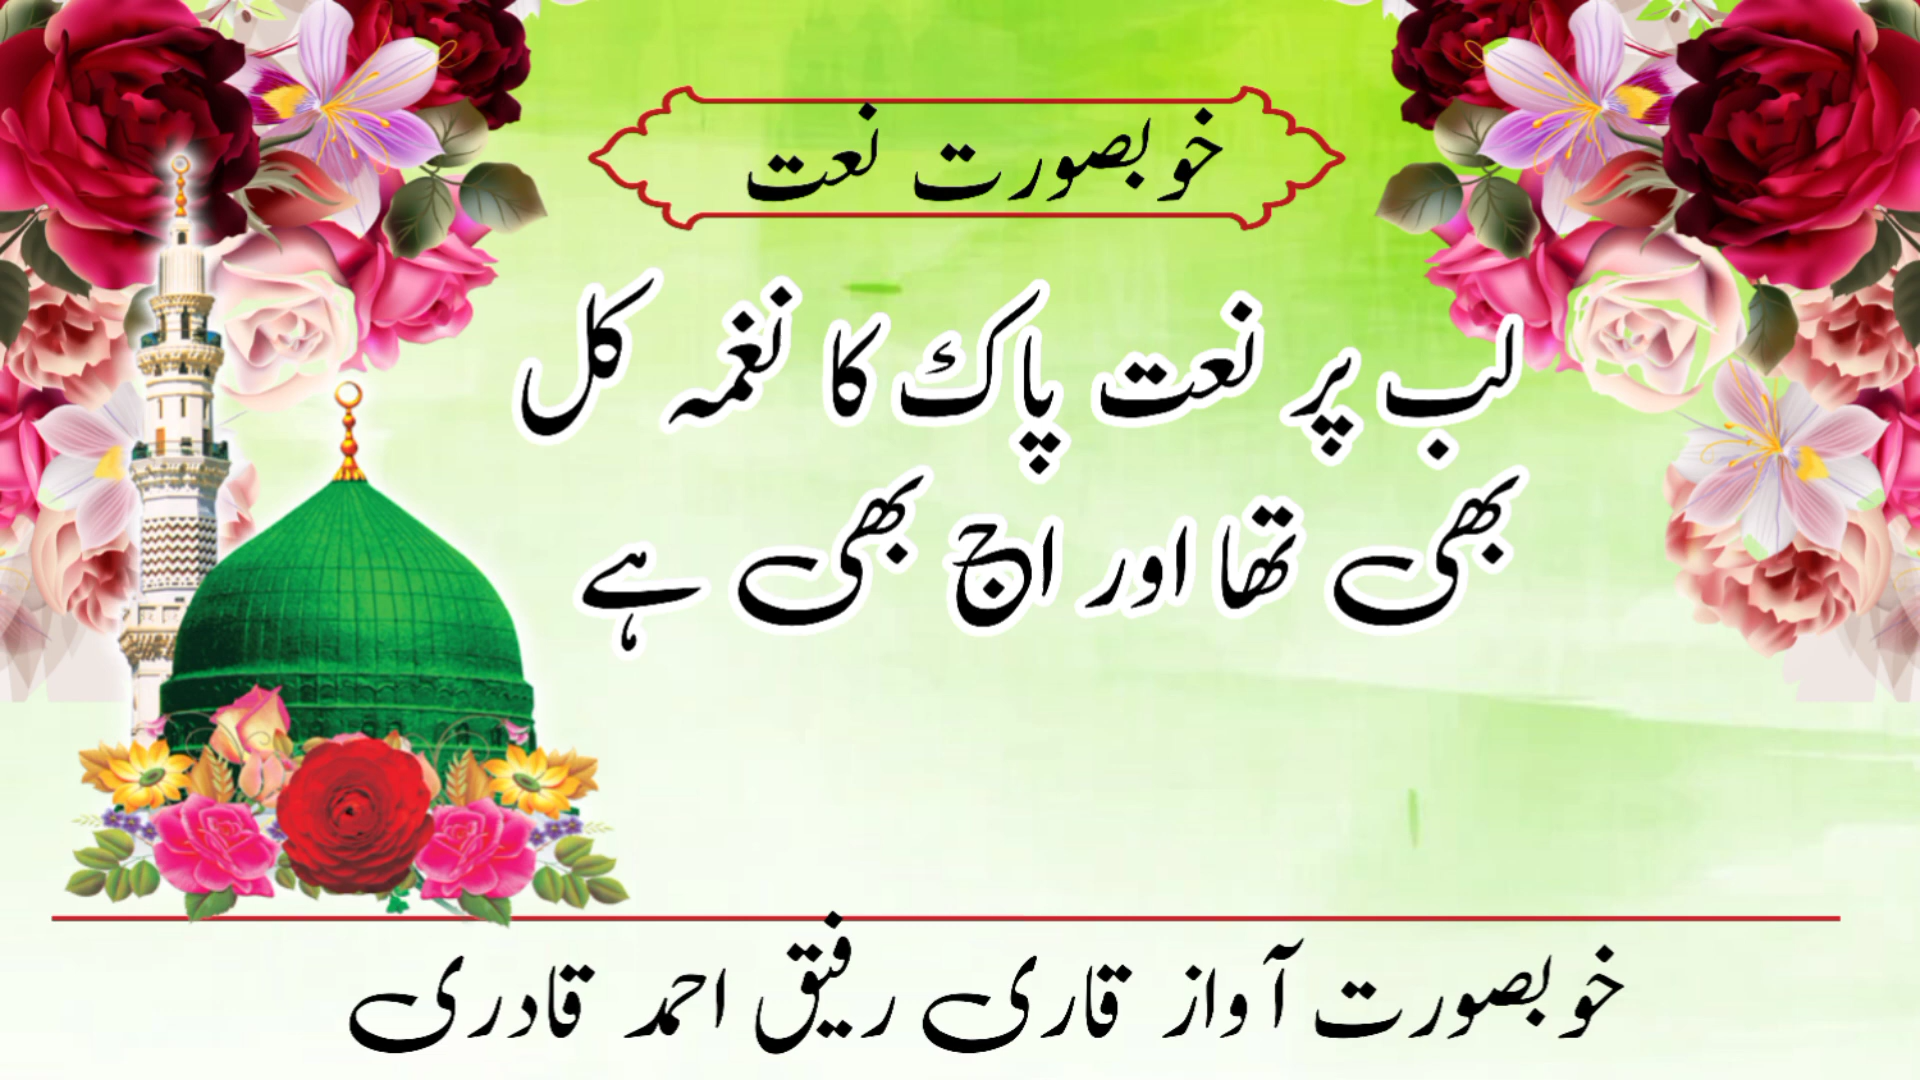 خوبصورت نعت
لب پر نعت پاک کا نغمہ کل
بھی تھا اور اج بھی ہے
خوبصورت آواز قاری رفیق احمد قادری